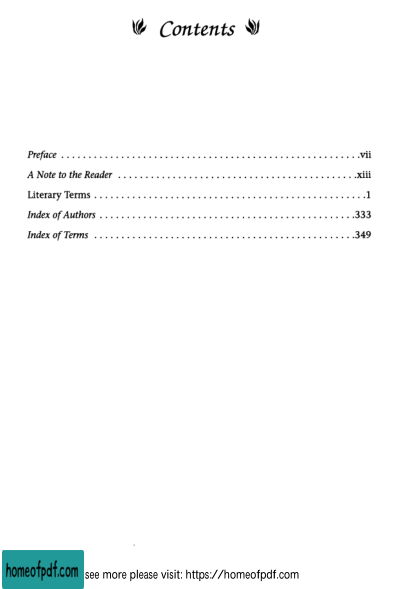 Contents
Preface . . . . . . . . . . . . . . . . . . . . . . . . . . . . . . . . . . . . . . . . . . . . . . . . . . . . . . .vii
A Note to the Reader . . . . . . . . . . . . . . . . . . . . . . . . . . . . . . . . . . . . . . . . . . . .xiii
Literary Terms . . . . . . . . . . . . . . . . . . . . . . . . . . . . . . . . . . . . . . . . . . . . . . . . . .1
Index of Authors . . . . . . . . . . . . . . . . . . . . . . . . . . . . . . . . . . . . . . . . . . . . . . .333
Index of Terms . . . . . . . . . . . . . . . . . . . . . . . . . . . . . . . . . . . . . . . . . . . . . . . .349
homeofpdf.com see more please visit: https://homeofpdf.com